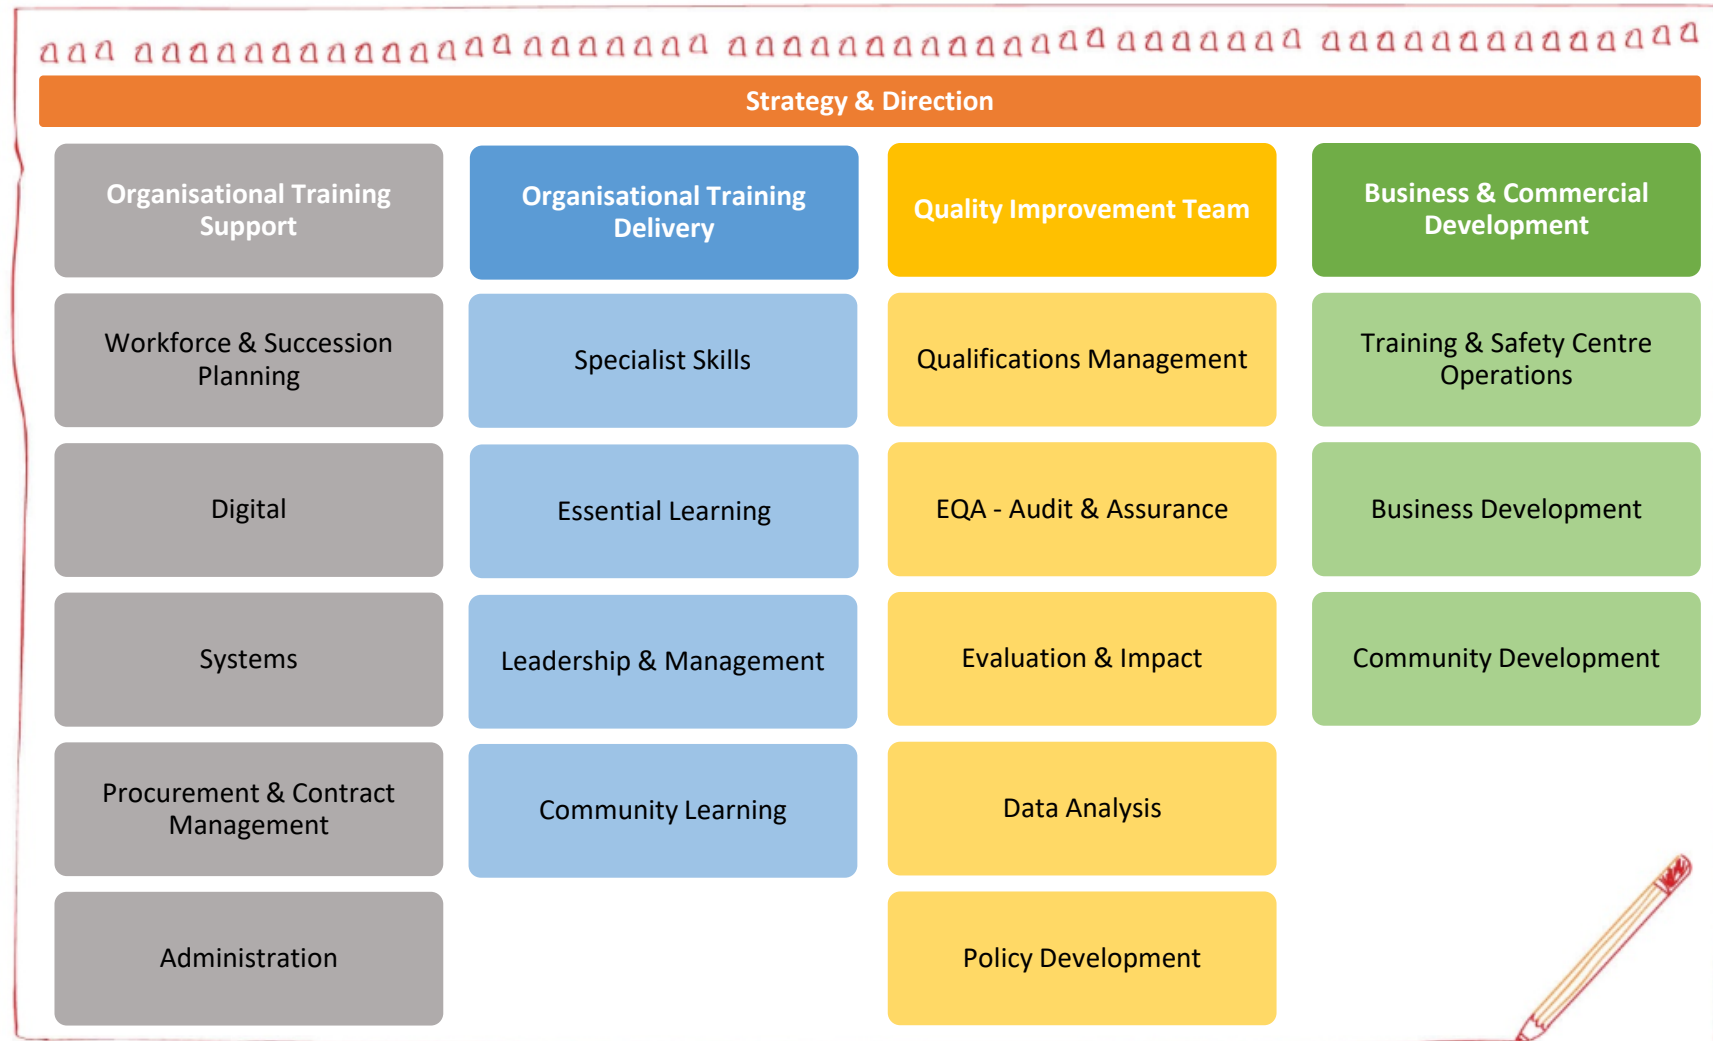 Strategy & Direction
Organisational Training
Support
Workforce & Succession
Planning
Digital
Systems
Procurement & Contract
Management
Administration
Organisational Training
Delivery
Specialist Skills
Essential Learning
Leadership & Management
Community Learning
Quality Improvement Team
Qualifications Management
EQA - Audit & Assurance
Evaluation & Impact
Data Analysis
Policy Development
Business & Commercial
Development
Training & Safety Centre
Operations
Business Development
Community Development